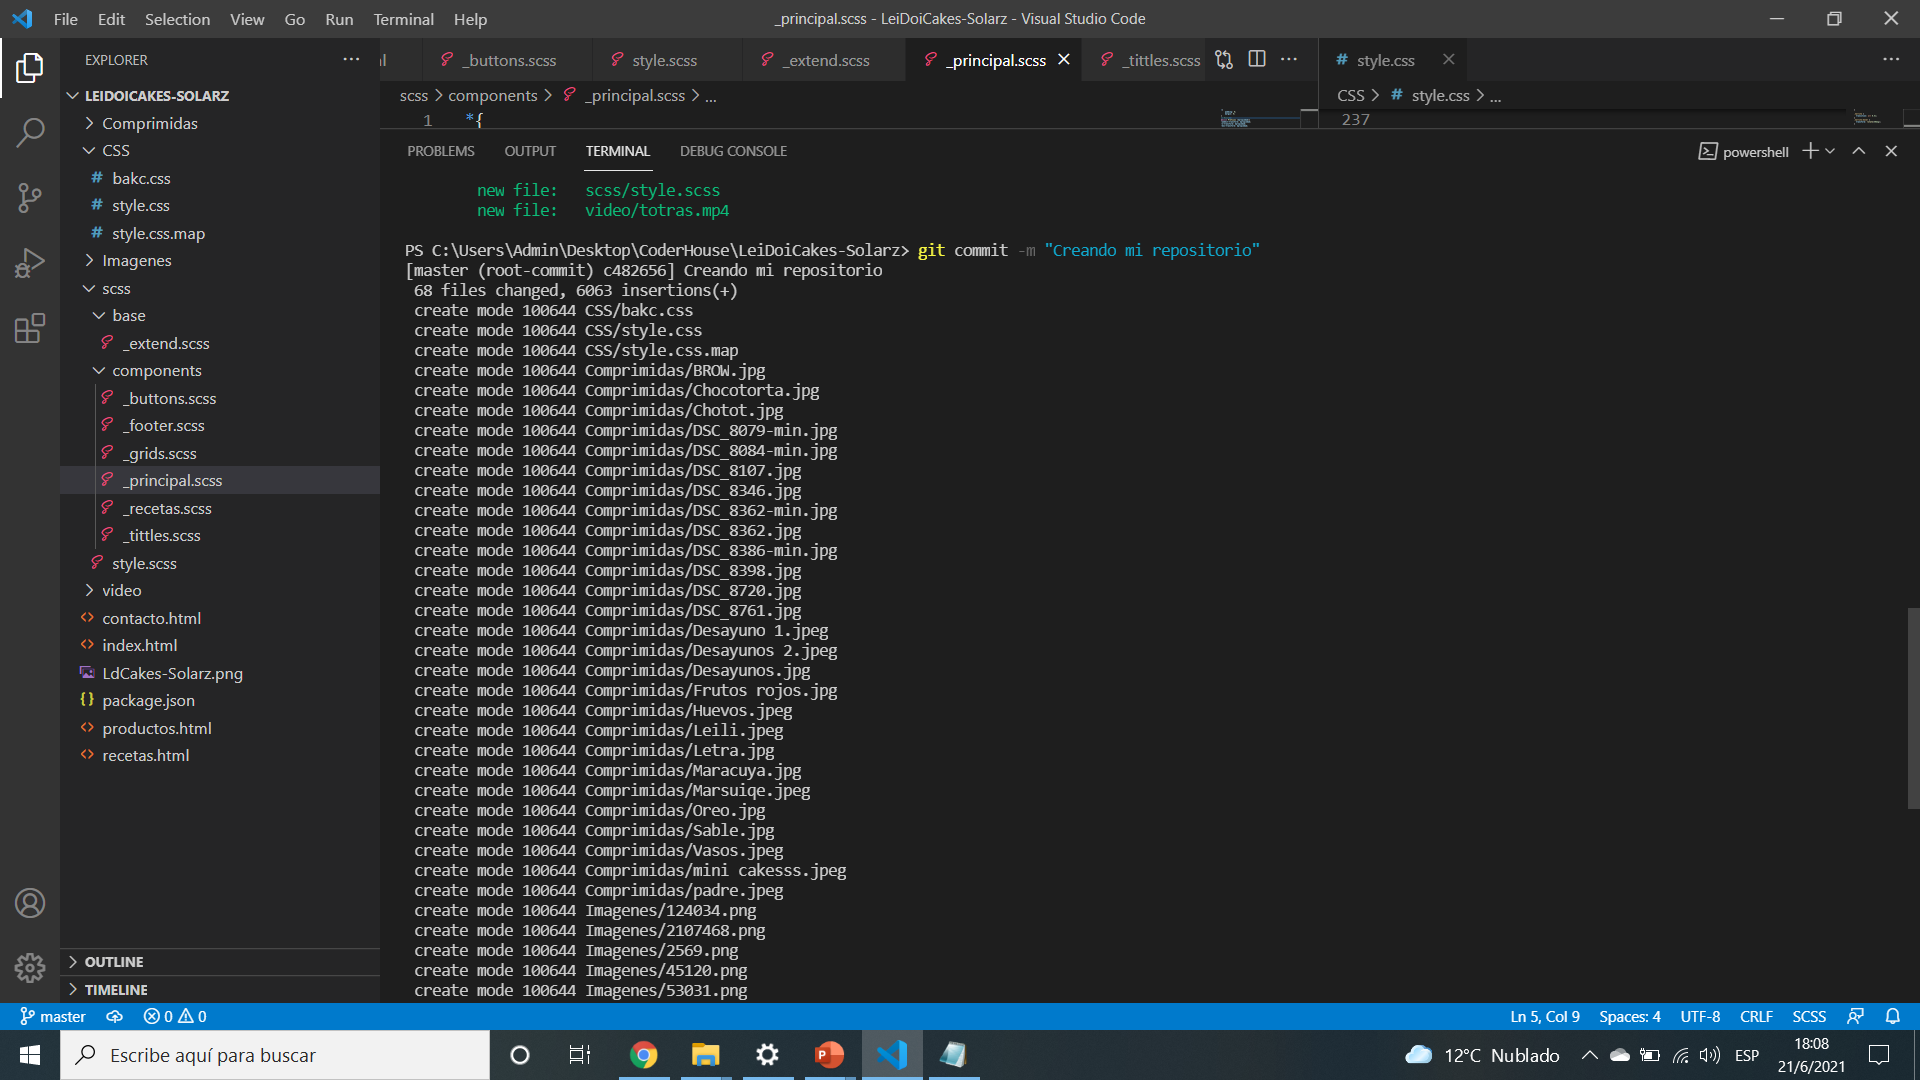 File Edit Selection View Go Run Terminal Help
_principal.scss - LeiDoiCakes-Solarz - Visual Studio Code
EXPLORER
LEIDOICAKES-SOLARZ
Comprimidas
CSS
bakc.css
style.css
style.css.map
Imagenes
scss
base
_extend.scss
components
_buttons.scss
_footer.scss
_grids.scss
_principal.scss
_recetas.scss
_tittles.scss
style.scss
video
contacto.html
index.html
LdCakes-Solarz.png
package.json
productos.html
recetas.html
OUTLINE
TIMELINE
_buttons.scss style.scss _extend.scss _principal.scss _tittles.scss
scss > components > _principal.scss > ...
1 *{
style.css
CSS > style.css > ...
237
PROBLEMS OUTPUT TERMINAL DEBUG CONSOLE
powershell
new file: scss/style.scss
new file: video/totras.mp4
PS C:\Users\Admin\Desktop\CoderHouse\LeiDoiCakes-Solarz> git commit -m "Creando mi repositorio"
[master (root-commit) c482656] Creando mi repositorio
68 files changed, 6063 insertions(+)
create mode 100644 CSS/bakc.css
create mode 100644 CSS/style.css
create mode 100644 CSS/style.css.map
create mode 100644 Comprimidas/BROW.jpg
create mode 100644 Comprimidas/Chocotorta.jpg
create mode 100644 Comprimidas/Chotot.jpg
create mode 100644 Comprimidas/DSC_8079-min.jpg
create mode 100644 Comprimidas/DSC_8084-min.jpg
create mode 100644 Comprimidas/DSC_8107.jpg
create mode 100644 Comprimidas/DSC_8346.jpg
create mode 100644 Comprimidas/DSC_8362-min.jpg
create mode 100644 Comprimidas/DSC_8362.jpg
create mode 100644 Comprimidas/DSC_8386-min.jpg
create mode 100644 Comprimidas/DSC_8398.jpg
create mode 100644 Comprimidas/DSC_8720.jpg
create mode 100644 Comprimidas/DSC_8761.jpg
create mode 100644 Comprimidas/Desayuno 1.jpeg
create mode 100644 Comprimidas/Desayunos 2.jpeg
create mode 100644 Comprimidas/Desayunos.jpg
create mode 100644 Comprimidas/Frutos rojos.jpg
create mode 100644 Comprimidas/Huevos.jpeg
create mode 100644 Comprimidas/Leili.jpeg
create mode 100644 Comprimidas/Letra.jpeg
create mode 100644 Comprimidas/Maracuya.jpg
create mode 100644 Comprimidas/Marsuiqe.jpeg
create mode 100644 Comprimidas/Oreo.jpg
create mode 100644 Comprimidas/Sable.jpg
create mode 100644 Comprimidas/Vasos.jpeg
create mode 100644 Comprimidas/mini cakesss.jpeg
create mode 100644 Comprimidas/padre.jpeg
create mode 100644 Imagenes/124034.png
create mode 100644 Imagenes/2107468.png
create mode 100644 Imagenes/2569.png
create mode 100644 Imagenes/45120.png
create mode 100644 Imagenes/53031.png
master 0 0
Ln 5, Col 9 Spaces: 4 UTF-8 CRLF SCSS
Escribe aquí para buscar
12°C Nublado
ESP
18:08
21/6/2021